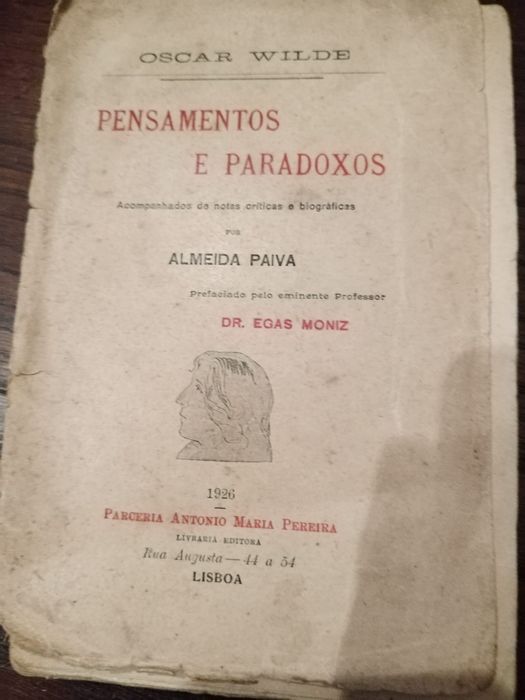 OSCAR WILDE
PENSAMENTOS
E PARADOXOS
Acompanhados de notas críticas e biográficas
POR
ALMEIDA PAIVA
Prefaciado pelo eminente Professor
DR. EGAS MONIZ
1926
PARCERIA ANTONIO MARIA PEREIRA
LIVRARIA EDITORA
Rua Augusta — 44 a 54
LISBOA